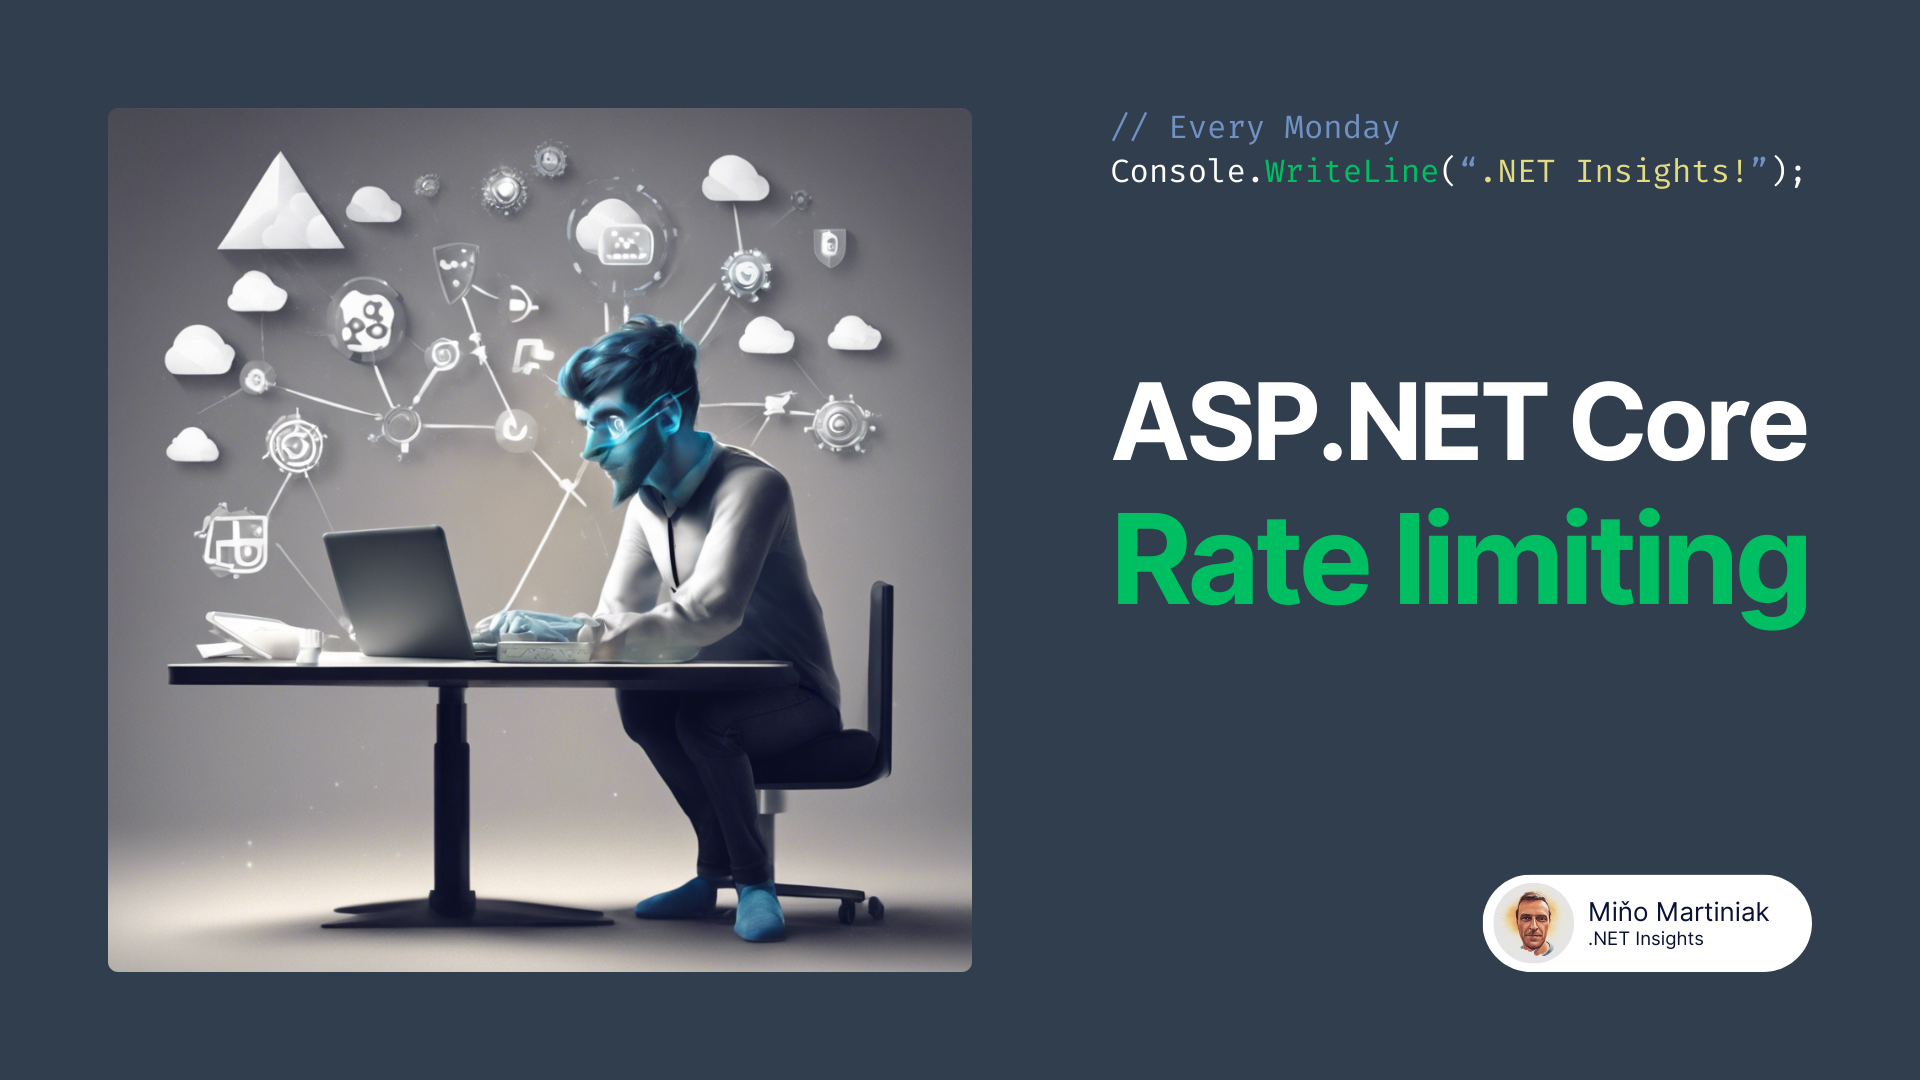 // Every Monday
Console.WriteLine(“.NET Insights!”);
ASP.NET Core
Rate limiting
Miňo Martiniak
.NET Insights